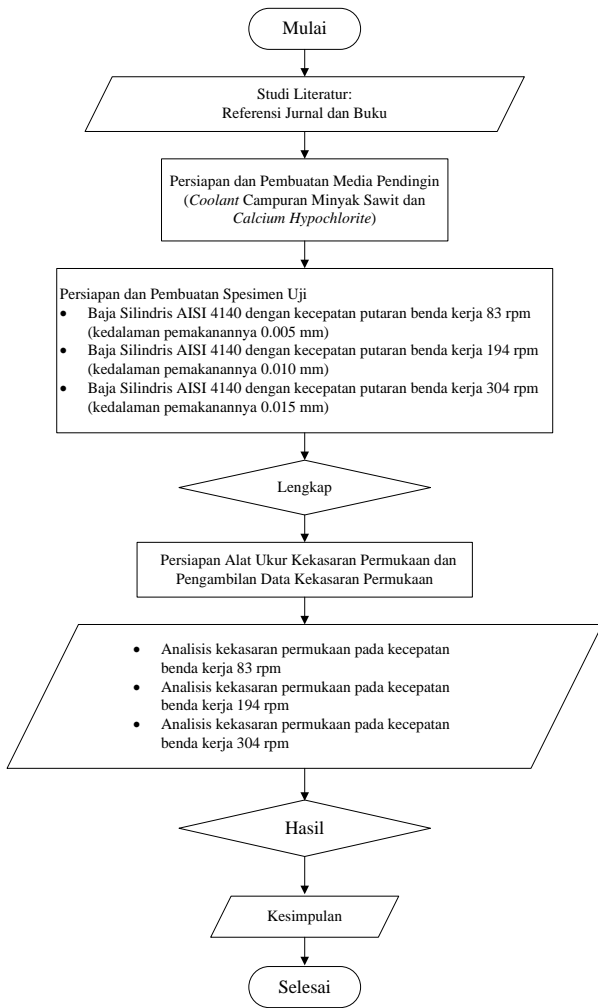 Mulai
Studi Literatur:
Referensi Jurnal dan Buku
Persiapan dan Pembuatan Media Pendingin
(Coolant Campuran Minyak Sawit dan
Calcium Hypochlorite)
Persiapan dan Pembuatan Spesimen Uji
• Baja Silindris AISI 4140 dengan kecepatan putaran benda kerja 83 rpm
(kedalaman pemakanannya 0.005 mm)
• Baja Silindris AISI 4140 dengan kecepatan putaran benda kerja 194 rpm
(kedalaman pemakanannya 0.010 mm)
• Baja Silindris AISI 4140 dengan kecepatan putaran benda kerja 304 rpm
(kedalaman pemakanannya 0.015 mm)
Lengkap
Persiapan Alat Ukur Kekasaran Permukaan dan
Pengambilan Data Kekasaran Permukaan
• Analisis kekasaran permukaan pada kecepatan
benda kerja 83 rpm
• Analisis kekasaran permukaan pada kecepatan
benda kerja 194 rpm
• Analisis kekasaran permukaan pada kecepatan
benda kerja 304 rpm
Hasil
Kesimpulan
Selesai